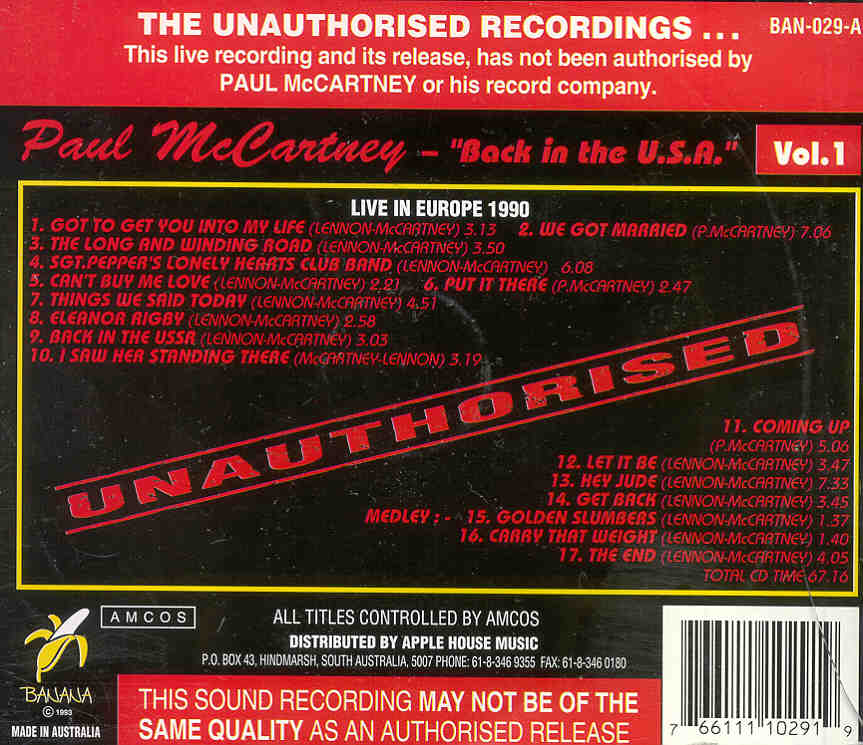 THE UNAUTHORISED RECORDINGS ... BAN-029-A
This live recording and its release, has not been authorised by
PAUL McCARTNEY or his record company.
Paul McCartney – "Back in the U.S.A." Vol.1
LIVE IN EUROPE 1990
1. GOT TO GET YOU INTO MY LIFE (LENNON-McCARTNEY) 3.13 2. WE GOT MARRIED (P.McCARTNEY) 7.06
3. THE LONG AND WINDING ROAD (LENNON-McCARTNEY) 3.50
4. SGT.PEPPER'S LONELY HEARTS CLUB BAND (LENNON-McCARTNEY) 6.08
5. CAN'T BUY ME LOVE (LENNON-McCARTNEY) 2.21 6. PUT IT THERE (P.McCARTNEY) 2.47
7. THINGS WE SAID TODAY (LENNON-McCARTNEY) 4.51
8. ELEANOR RIGBY (LENNON-McCARTNEY) 2.58
9. BACK IN THE USSR (LENNON-McCARTNEY) 3.03
10. I SAW HER STANDING THERE (McCARTNEY-LENNON) 3.19
UNAUTHORISED
11. COMING UP
(P.McCARTNEY) 5.06
12. LET IT BE (LENNON-McCARTNEY) 3.47
13. HEY JUDE (LENNON-McCARTNEY) 7.33
14. GET BACK (LENNON-McCARTNEY) 3.45
MEDLEY ; - 15. GOLDEN SLUMBERS (LENNON-McCARTNEY) 1.37
16. CARRY THAT WEIGHT (LENNON-McCARTNEY) 1.40
17. THE END (LENNON-McCARTNEY) 4.05
TOTAL CD TIME 67.16
AMCOS
ALL TITLES CONTROLLED BY AMCOS
DISTRIBUTED BY APPLE HOUSE MUSIC
P.O. BOX 43, HINDMARSH, SOUTH AUSTRALIA, 5007 PHONE: 61-8-346 9355 FAX: 61-8-346 0180
BANANA
© 1993
MADE IN AUSTRALIA
THIS SOUND RECORDING MAY NOT BE OF THE
SAME QUALITY AS AN AUTHORISED RELEASE
7 66111 10291 9